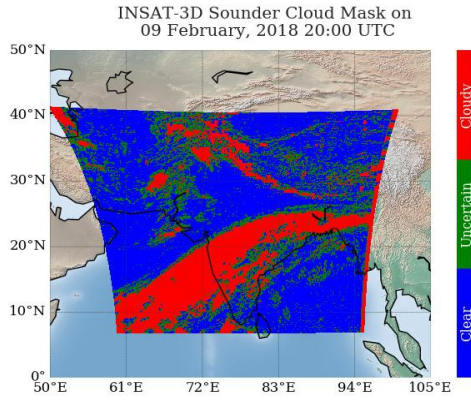 INSAT-3D Sounder Cloud Mask on
09 February, 2018 20:00 UTC
50°N
40°N
30°N
20°N
10°N
0°
50°E
61°E
72°E
83°E
94°E
105°E
Cloudy
Uncertain
Clear